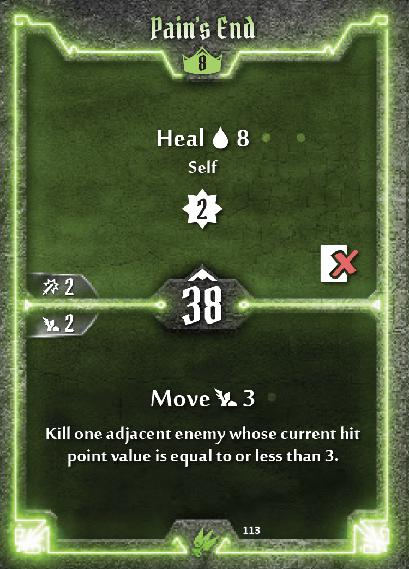 Pain's End
8
Heal 8
Self
2
2
38
2
Move 3
Kill one adjacent enemy whose current hit
point value is equal to or less than 3.
113